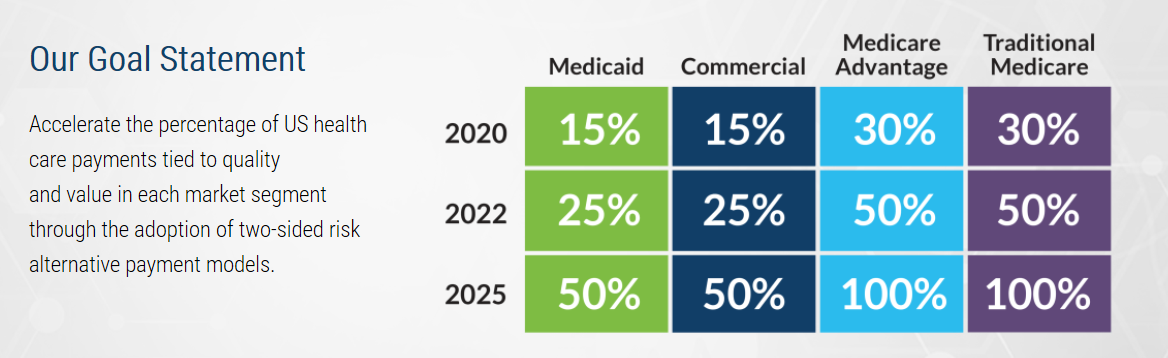 Our Goal Statement
Accelerate the percentage of US health
care payments tied to quality
and value in each market segment
through the adoption of two-sided risk
alternative payment models.
Medicaid Commercial Medicare Advantage Traditional Medicare
2020 15% 15% 30% 30%
2022 25% 25% 50% 50%
2025 50% 50% 100% 100%